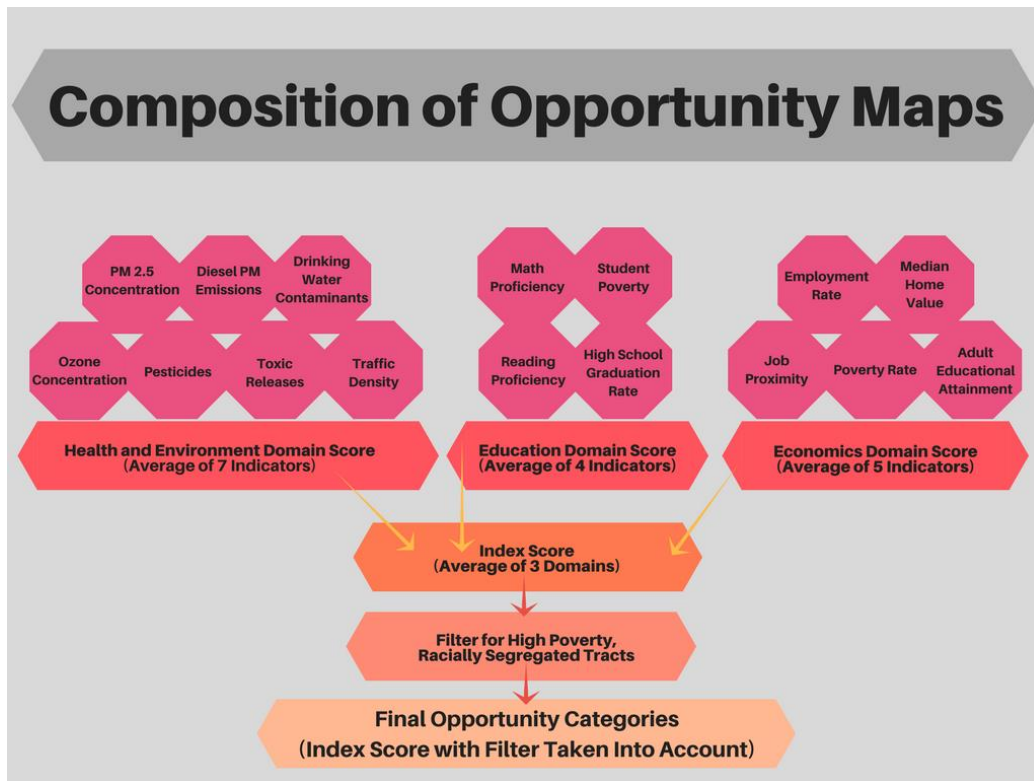 Composition of Opportunity Maps
PM 2.5
Concentration
Diesel PM
Emissions
Drinking
Water
Contaminants
Ozone
Concentration
Pesticides
Toxic
Releases
Traffic
Density
Health and Environment Domain Score
(Average of 7 Indicators)
Math
Proficiency
Student
Poverty
Reading
Proficiency
High School
Graduation
Rate
Education Domain Score
(Average of 4 Indicators)
Employment
Rate
Median
Home
Value
Job
Proximity
Poverty Rate
Adult
Educational
Attainment
Economics Domain Score
(Average of 5 Indicators)
Index Score
(Average of 3 Domains)
Filter for High Poverty,
Racially Segregated Tracts
Final Opportunity Categories
(Index Score with Filter Taken Into Account)